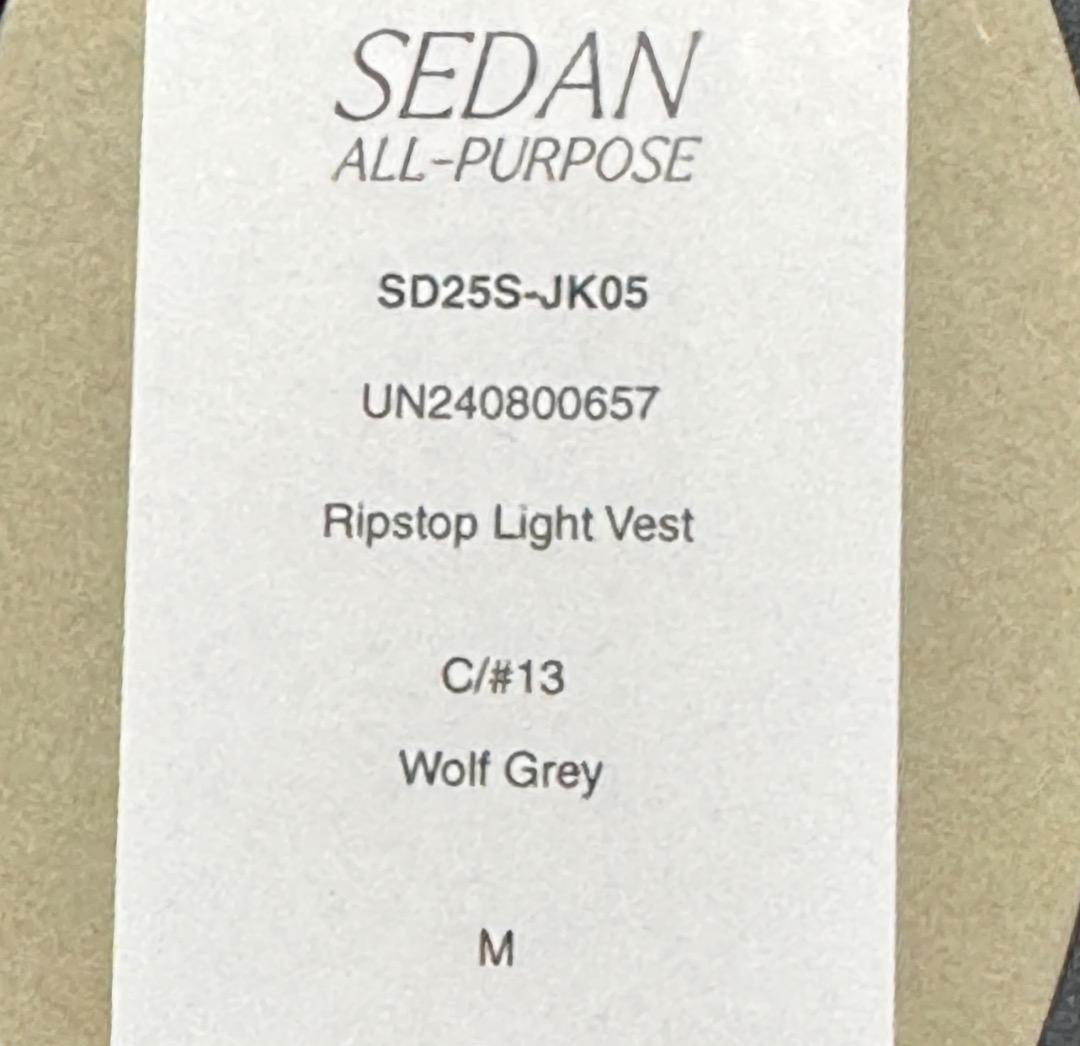 SEDAN
ALL-PURPOSE
SD25S-JK05
UN240800657
Ripstop Light Vest
C/#13
Wolf Grey
M